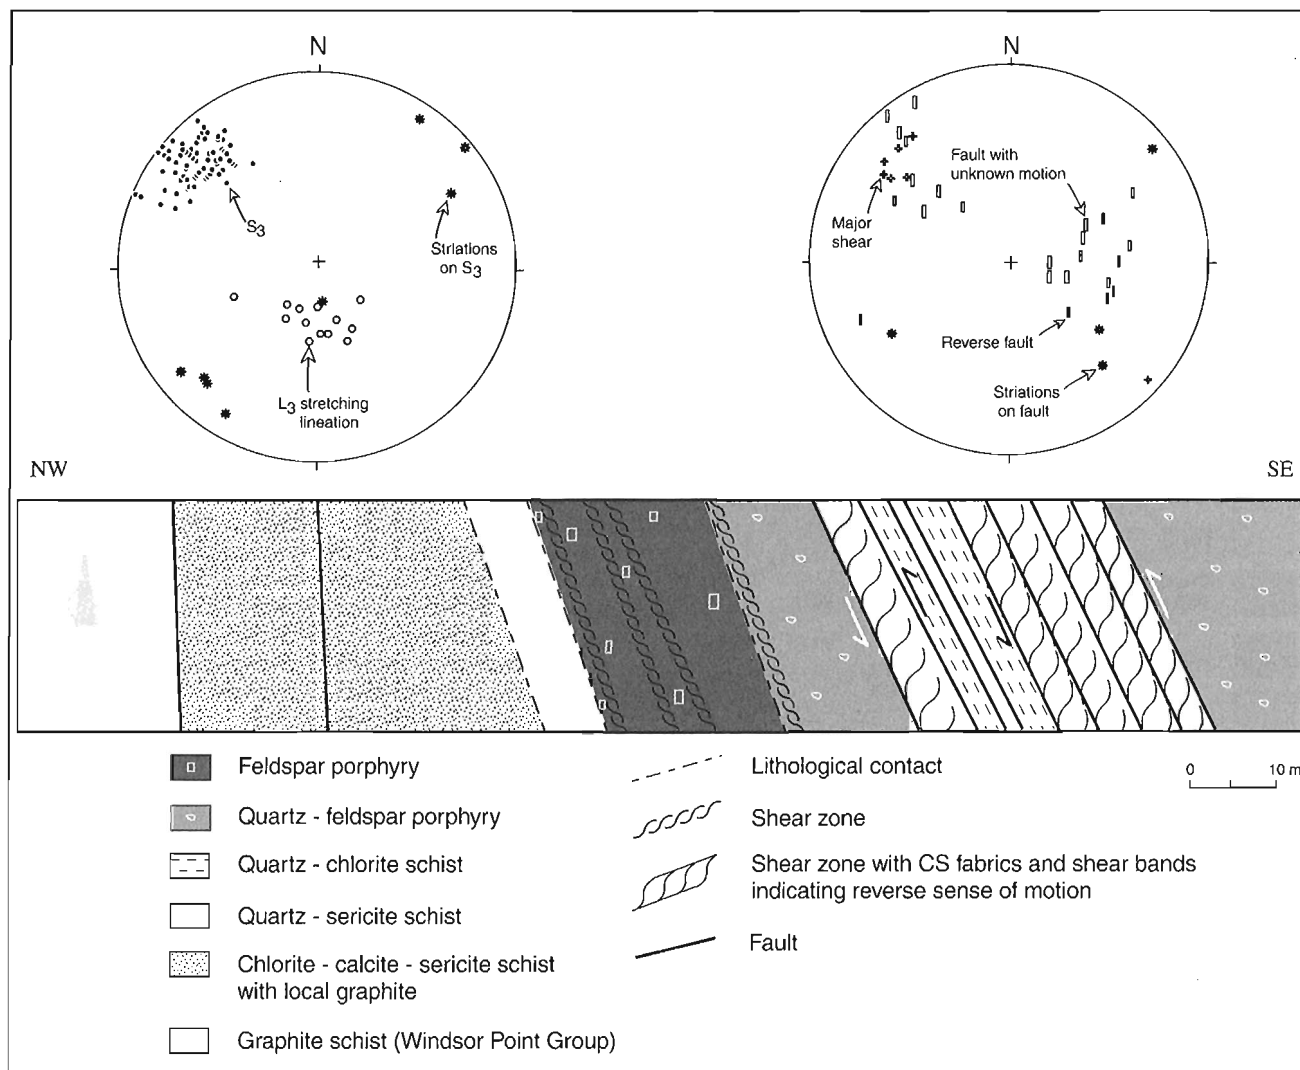 N
S3
Striations
on S3
L3 stretching
lineation
N
Fault with
unknown motion
Major
shear
Reverse fault
Striations
on fault
NW
SE
Feldspar porphyry
Quartz - feldspar porphyry
Quartz - chlorite schist
Quartz - sericite schist
Chlorite - calcite - sericite schist
with local graphite
Graphite schist (Windsor Point Group)
Lithological contact
Shear zone
Shear zone with CS fabrics and shear bands
indicating reverse sense of motion
Fault
0 10 m